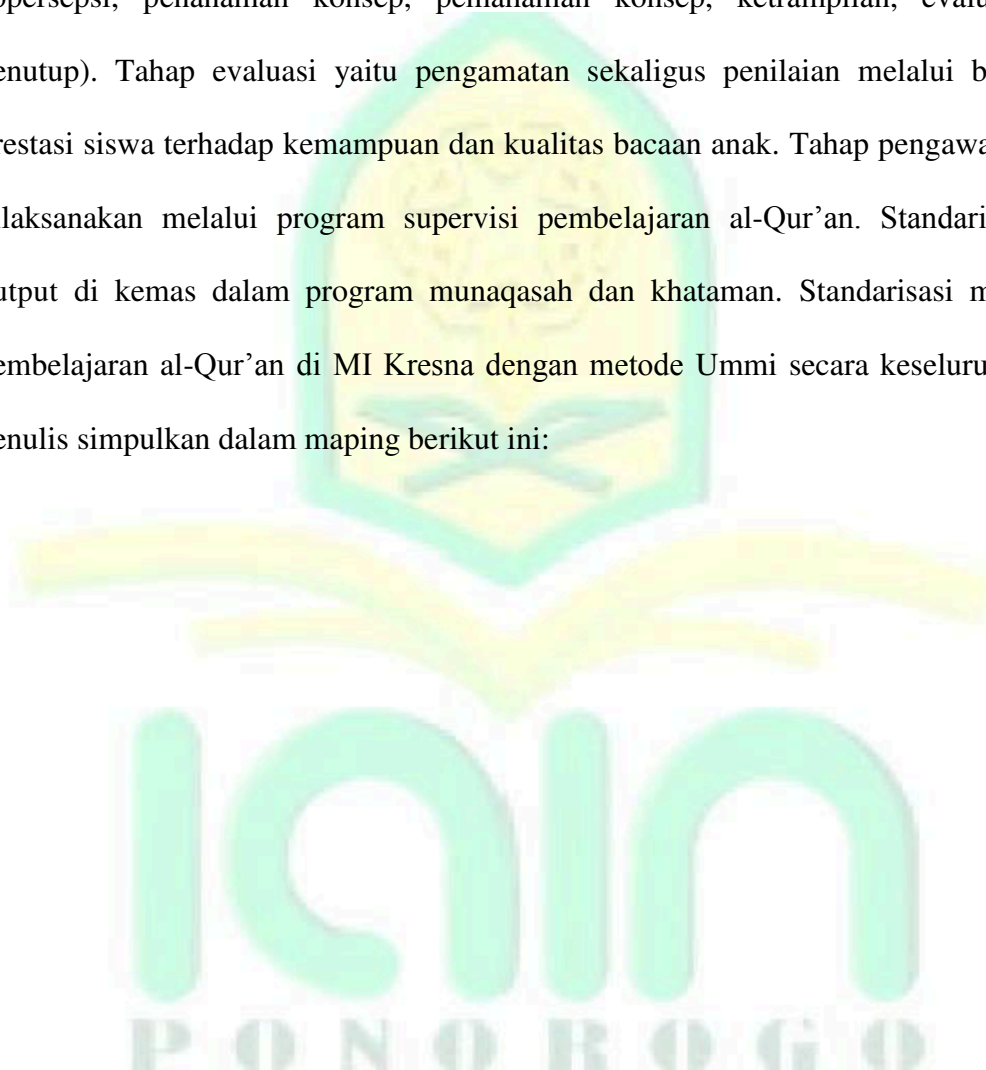 persepsi, penanaman konsep, pemahaman konsep, ketrampilan, evalu
enutup). Tahap evaluasi yaitu pengamatan sekaligus penilaian melalui b
restasi siswa terhadap kemampuan dan kualitas bacaan anak. Tahap pengawa
ilaksanakan melalui program supervisi pembelajaran al-Qur’an. Standari
utput di kemas dalam program munaqasah dan khataman. Standarisasi m
embelajaran al-Qur’an di MI Kresna dengan metode Ummi secara keseluru
enulis simpulkan dalam maping berikut ini:
IAIN
PONOROGO